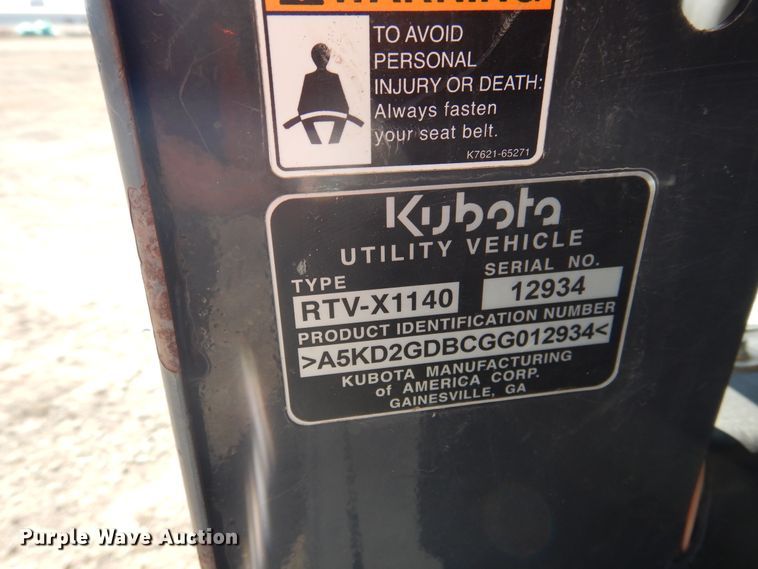 WARNING
TO AVOID
PERSONAL
INJURY OR DEATH:
Always fasten
your seat belt.
K7621-65271
Kubota
UTILITY VEHICLE
TYPE SERIAL NO.
RTV-X1140 12934
PRODUCT IDENTIFICATION NUMBER
>A5KD2GDBCGG012934<
KUBOTA MANUFACTURING
of AMERICA CORP.
GAINESVILLE, GA
Purple Wave Auction